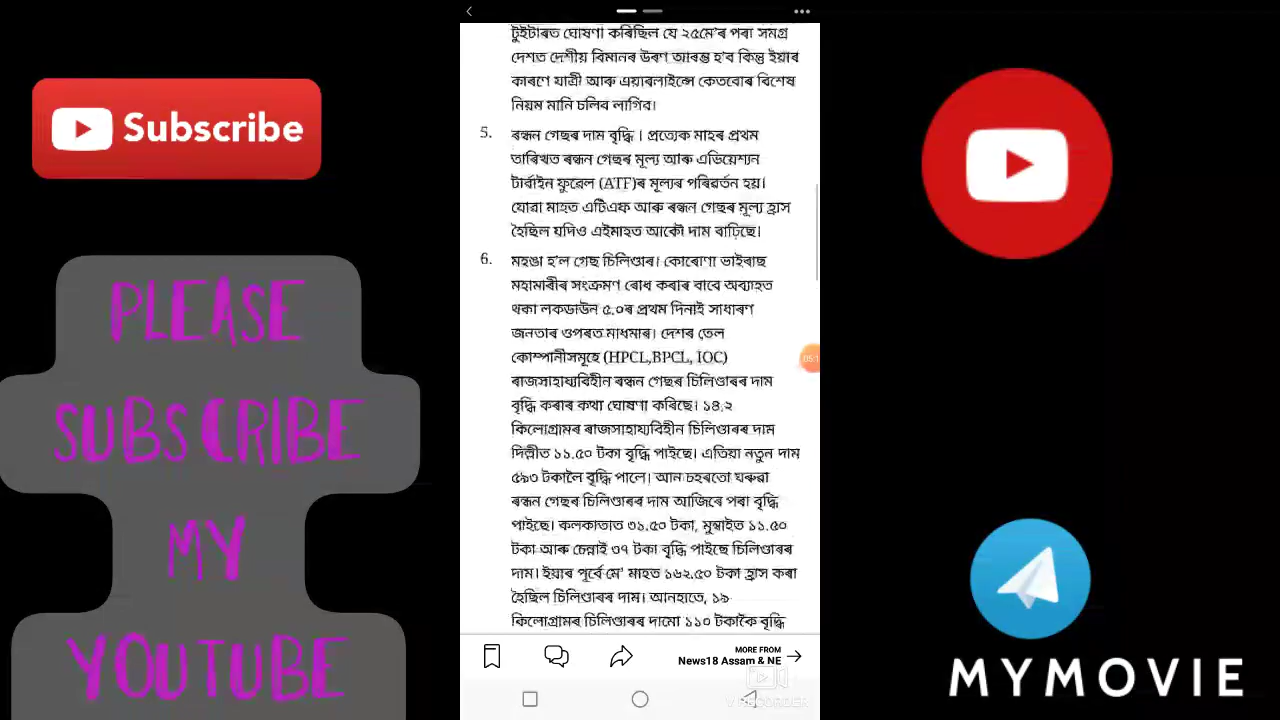 Subscribe
PLEASE
SUBSCRIBE
MY
YOUTUBE
টুইটাৰত ঘোষণা কৰিছিল যে ২৫মে’ৰ পৰা সমগ্ৰ
দেশত দেশীয় বিমানৰ উৰণ আৰম্ভ হ’ব কিন্তু ইয়াৰ
কাৰণে যাত্ৰী আৰু এয়াৰলাইন্সে কেতবোৰ বিশেষ
নিয়ম মানি চলিব লাগিব।
5. ৰন্ধন গেছৰ দাম বৃদ্ধি । প্ৰত্যেক মাহৰ প্ৰথম
তাৰিখত ৰন্ধন গেছৰ মূল্য আৰু এভিয়েশ্যন
টাৰ্বাইন ফুৱেল (ATF)ৰ মূল্যৰ পৰিৱৰ্তন হয়।
যোৱা মাহত এটিএফ আৰু ৰন্ধন গেছৰ মূল্য হ্ৰাস
হৈছিল যদিও এইমাহত আকৌ দাম বাঢ়িছে।
6. মহঙা হ’ল গেছ চিলিণ্ডাৰ। কোৰোণা ভাইৰাছ
মহামাৰীৰ সংক্ৰমণ ৰোধ কৰাৰ বাবে অব্যাহত
থকা লকডাউন ৫.০ৰ প্ৰথম দিনাই সাধাৰণ
জনতাৰ ওপৰত মাধমাৰ। দেশৰ তেল
কোম্পানীসমূহে (HPCL,BPCL, IOC)
ৰাজসাহায্যবিহীন ৰন্ধন গেছৰ চিলিণ্ডাৰৰ দাম
বৃদ্ধি কৰাৰ কথা ঘোষণা কৰিছে। ১৪.২
কিলোগ্ৰামৰ ৰাজসাহায্যবিহীন চিলিণ্ডাৰৰ দাম
দিল্লীত ১১.৫০ টকা বৃদ্ধি পাইছে। এতিয়া নতুন দাম
৫৯৩ টকালৈ বৃদ্ধি পালে। আন চহৰতো ঘৰুৱা
ৰন্ধন গেছৰ চিলিণ্ডাৰৰ দাম আজিৰে পৰা বৃদ্ধি
পাইছে। কলকাতাত ৩১.৫০ টকা, মুম্বাইত ১১.৫০
টকা আৰু চেন্নাই ৩৭ টকা বৃদ্ধি পাইছে চিলিণ্ডাৰৰ
দাম। ইয়াৰ পূৰ্বে মে’ মাহত ১৬২.৫০ টকা হ্ৰাস কৰা
হৈছিল চিলিণ্ডাৰৰ দাম। আনহাতে, ১৯
কিলোগ্ৰামৰ চিলিণ্ডাৰৰ দামো ১১০ টকাকৈ বৃদ্ধি
MORE FROM
News18 Assam & NE
V RECORDER
MYMOVIE